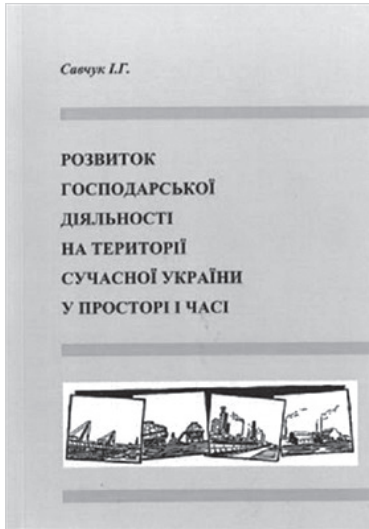 Савчук І.Г.
РОЗВИТОК
ГОСПОДАРСЬКОЇ
ДІЯЛЬНОСТІ
НА ТЕРИТОРІЇ
СУЧАСНОЇ УКРАЇНИ
У ПРОСТОРІ І ЧАСІ